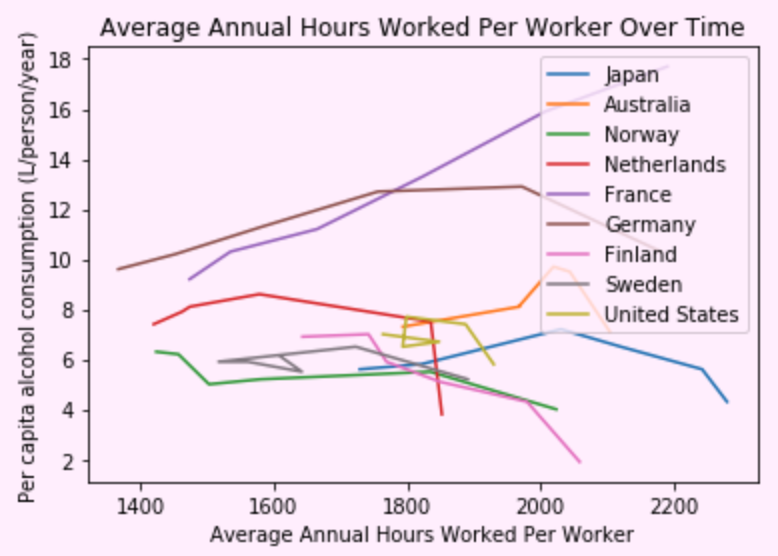 Average Annual Hours Worked Per Worker Over Time
Per capita alcohol consumption (L/person/year)
18
16
14
12
10
8
6
4
2
Japan
Australia
Norway
Netherlands
France
Germany
Finland
Sweden
United States
1400
1600
1800
2000
2200
Average Annual Hours Worked Per Worker